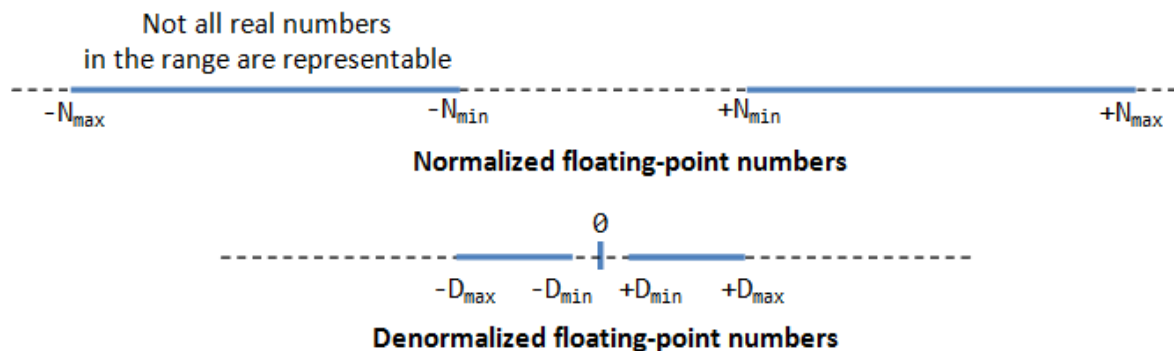 Not all real numbers
in the range are representable
-Nmax -Nmin +Nmin +Nmax
Normalized floating-point numbers
0
-Dmax -Dmin +Dmin +Dmax
Denormalized floating-point numbers